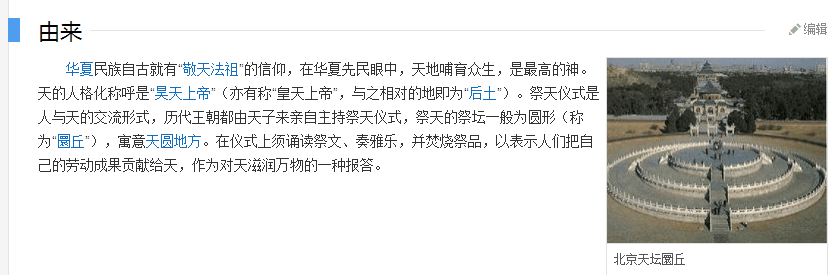 由来
编辑
华夏民族自古就有“敬天法祖”的信仰，在华夏先民眼中，天地哺育众生，是最高的神。
天的人格化称呼是“昊天上帝”（亦有称“皇天上帝”，与之相对的地即为“后土”）。祭天仪式是
人与天的交流形式，历代王朝都由天子来亲自主持祭天仪式，祭天的祭坛一般为圆形（称
为“圜丘”），寓意天圆地方。在仪式上须诵读祭文、奏雅乐，并焚烧祭品，以表示人们把自
己的劳动成果贡献给天，作为对天滋润万物的一种报答。
北京天坛圜丘